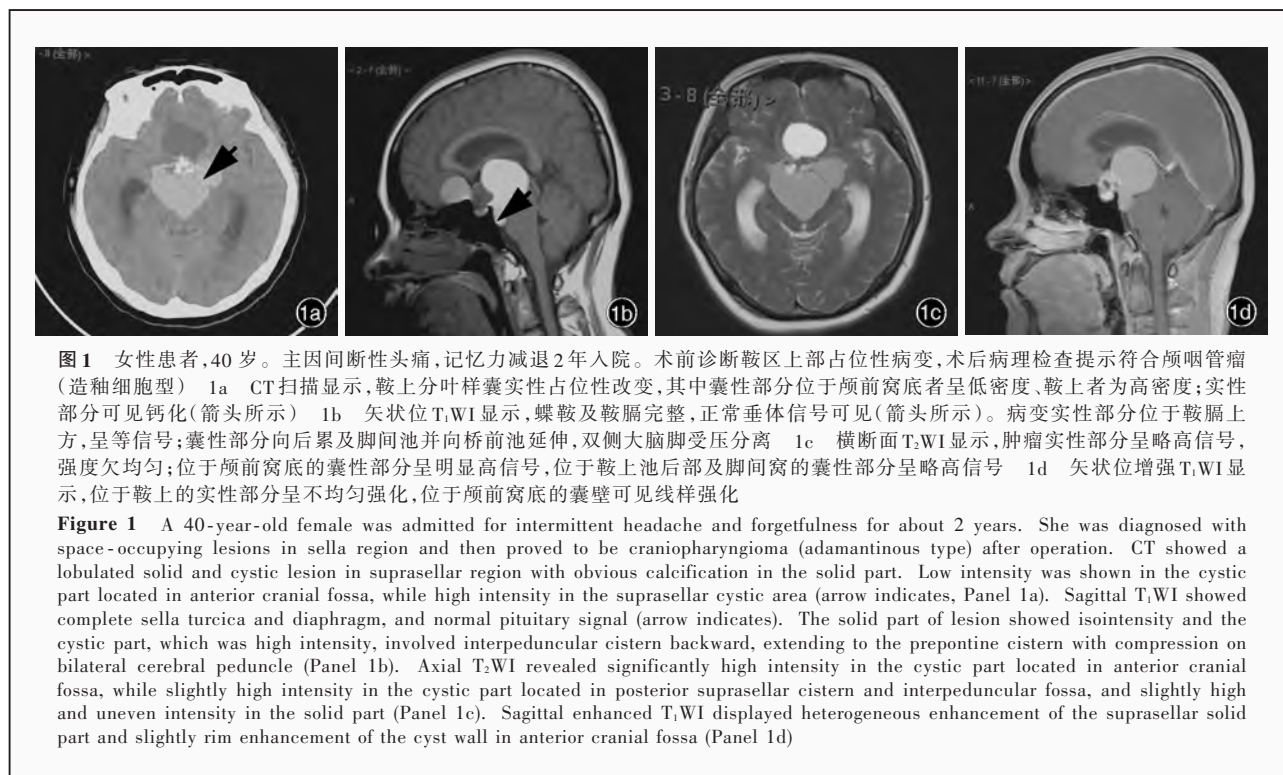 -8(全部)>
1a
<2-7(全部)>
1b
3-8(全部)>
1c
<11-7(全部)>
A
1d
图1 女性患者,40 岁。主因间断性头痛,记忆力减退2年入院。术前诊断鞍区上部占位性病变,术后病理检查提示符合颅咽管瘤
(造釉细胞型) 1a CT扫描显示,鞍上分叶样囊实性占位性改变,其中囊性部分位于颅前窝底者呈低密度、鞍上者为高密度;实性
部分可见钙化(箭头所示) 1b 矢状位T₁WI显示,蝶鞍及鞍膈完整,正常垂体信号可见(箭头所示)。病变实性部分位于鞍膈上
方,呈等信号;囊性部分向后累及脚间池并向桥前池延伸,双侧大脑脚受压分离 1c 横断面T₂WI显示,肿瘤实性部分呈略高信号,
强度欠均匀;位于颅前窝底的囊性部分呈明显高信号,位于鞍上池后部及脚间窝的囊性部分呈略高信号 1d 矢状位增强T₁WI显
示,位于鞍上的实性部分呈不均匀强化,位于颅前窝底的囊壁可见线样强化
Figure 1 A 40-year-old female was admitted for intermittent headache and forgetfulness for about 2 years. She was diagnosed with
space-occupying lesions in sella region and then proved to be craniopharyngioma (adamantinous type) after operation. CT showed a
lobulated solid and cystic lesion in suprasellar region with obvious calcification in the solid part. Low intensity was shown in the cystic
part located in anterior cranial fossa, while high intensity in the suprasellar cystic area (arrow indicates, Panel 1a). Sagittal T₁WI showed
complete sella turcica and diaphragm, and normal pituitary signal (arrow indicates). The solid part of lesion showed isointensity and the
cystic part, which was high intensity, involved interpeduncular cistern backward, extending to the prepontine cistern with compression on
bilateral cerebral peduncle (Panel 1b). Axial T₂WI revealed significantly high intensity in the cystic part located in anterior cranial
fossa, while slightly high intensity in the cystic part located in posterior suprasellar cistern and interpeduncular fossa, and slightly high
and uneven intensity in the solid part (Panel 1c). Sagittal enhanced T₁WI displayed heterogeneous enhancement of the suprasellar solid
part and slightly rim enhancement of the cyst wall in anterior cranial fossa (Panel 1d)